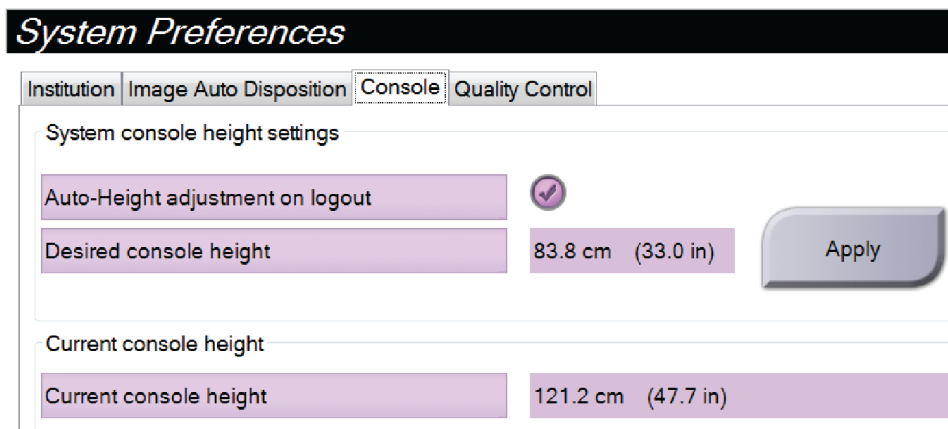 System Preferences
Institution Image Auto Disposition Console Quality Control
System console height settings
Auto-Height adjustment on logout
Desired console height 83.8 cm (33.0 in) Apply
Current console height
Current console height 121.2 cm (47.7 in)